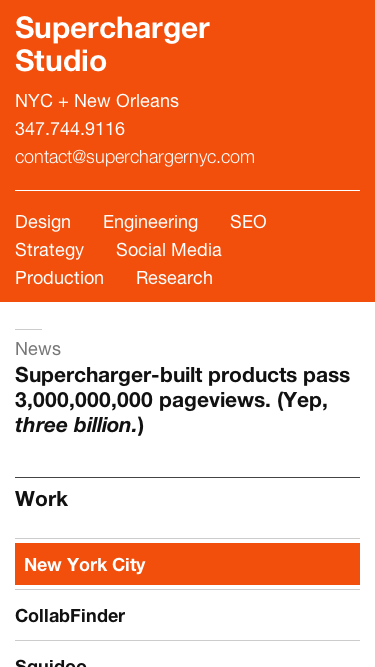 Supercharger
Studio
NYC + New Orleans
347.744.9116
contact@superchargernyc.com
Design Engineering SEO
Strategy Social Media
Production Research
News
Supercharger-built products pass
3,000,000,000 pageviews. (Yep,
three billion.)
Work
New York City
CollabFinder
Squidoo